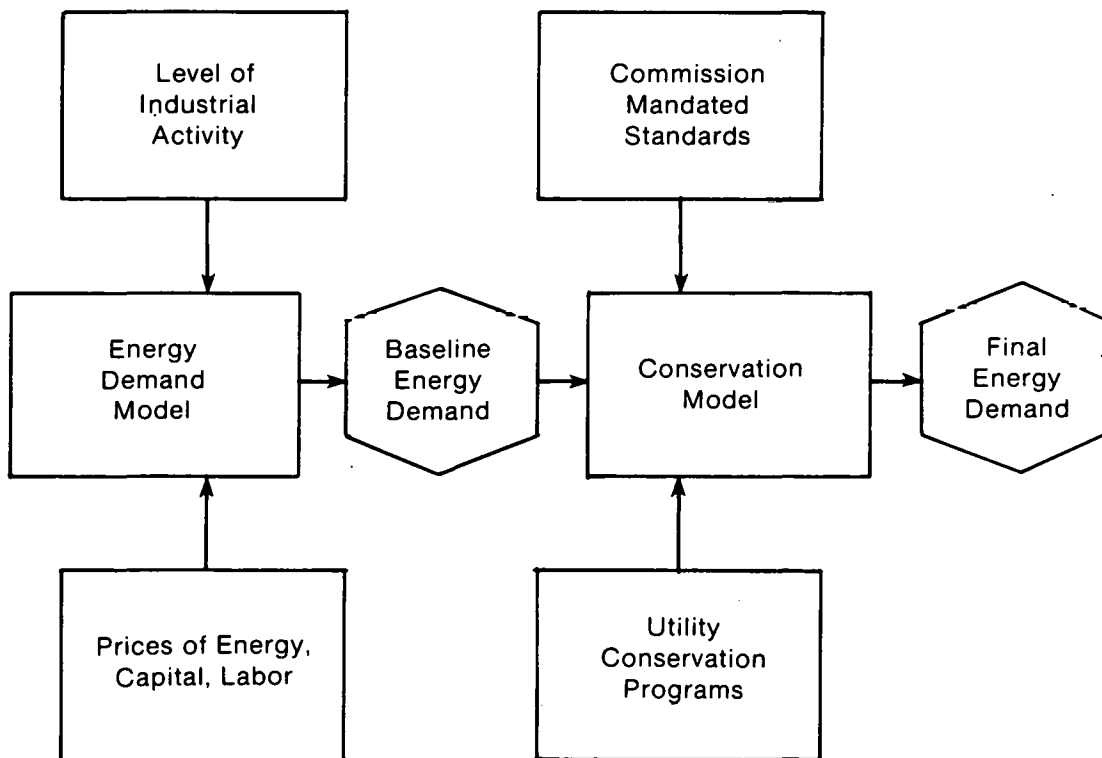 Level of
Industrial
Activity
Commission
Mandated
Standards
Energy
Demand
Model
Baseline
Energy
Demand
Conservation
Model
Final
Energy
Demand
Prices of Energy,
Capital, Labor
Utility
Conservation
Programs